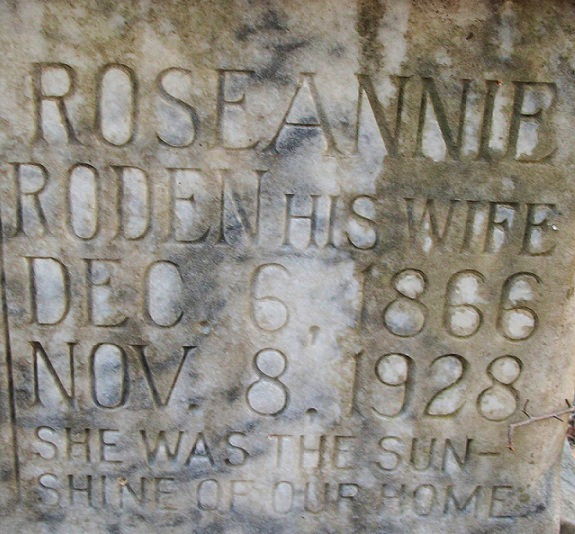 ROSEANNIE
RODEN HIS WIFE
DEC. 6, 1866
NOV. 8, 1928
SHE WAS THE SUN-
SHINE OF OUR HOME.